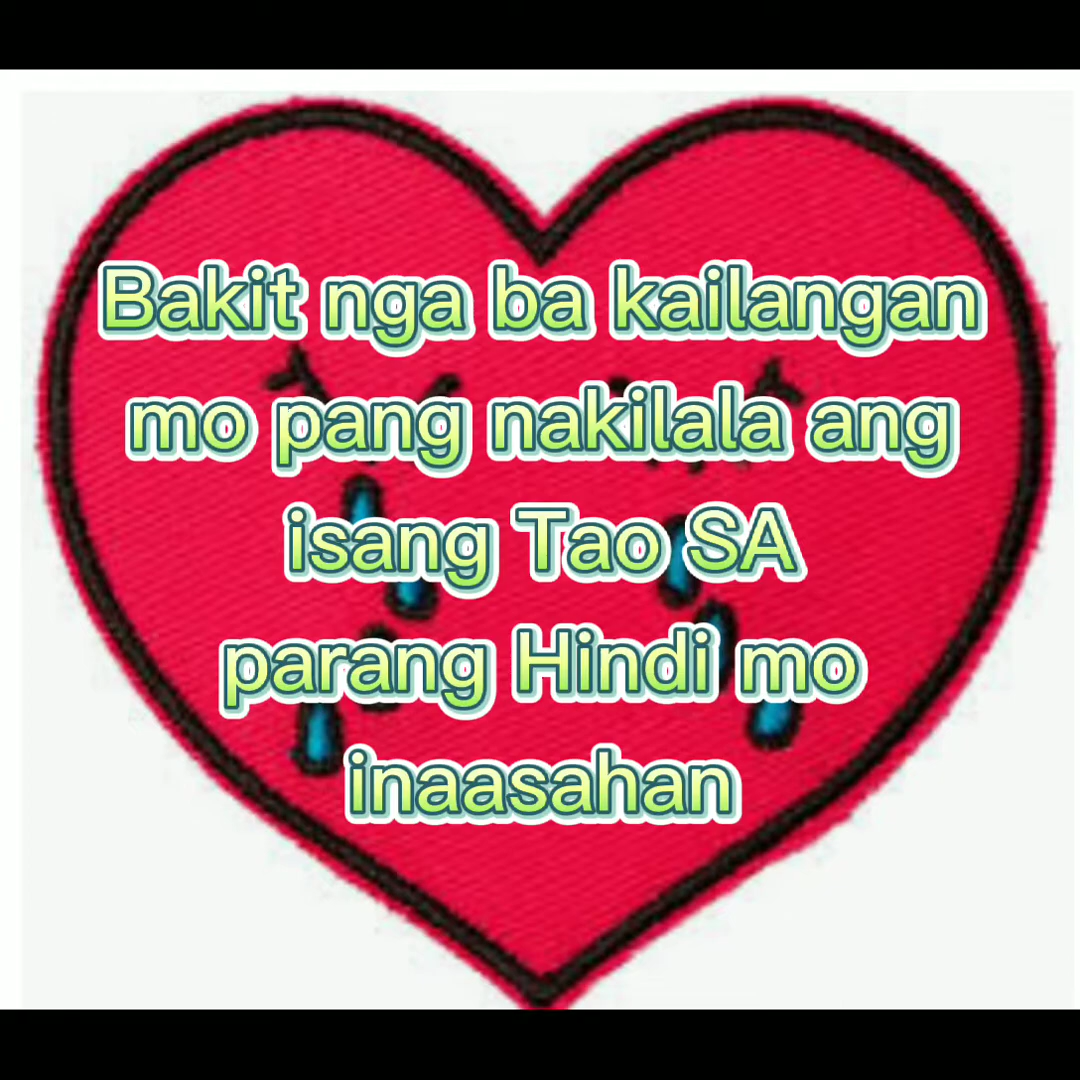 Bakit nga ba kailangan
mo pang nakilala ang
isang Tao SA
parang Hindi mo
inaasahan